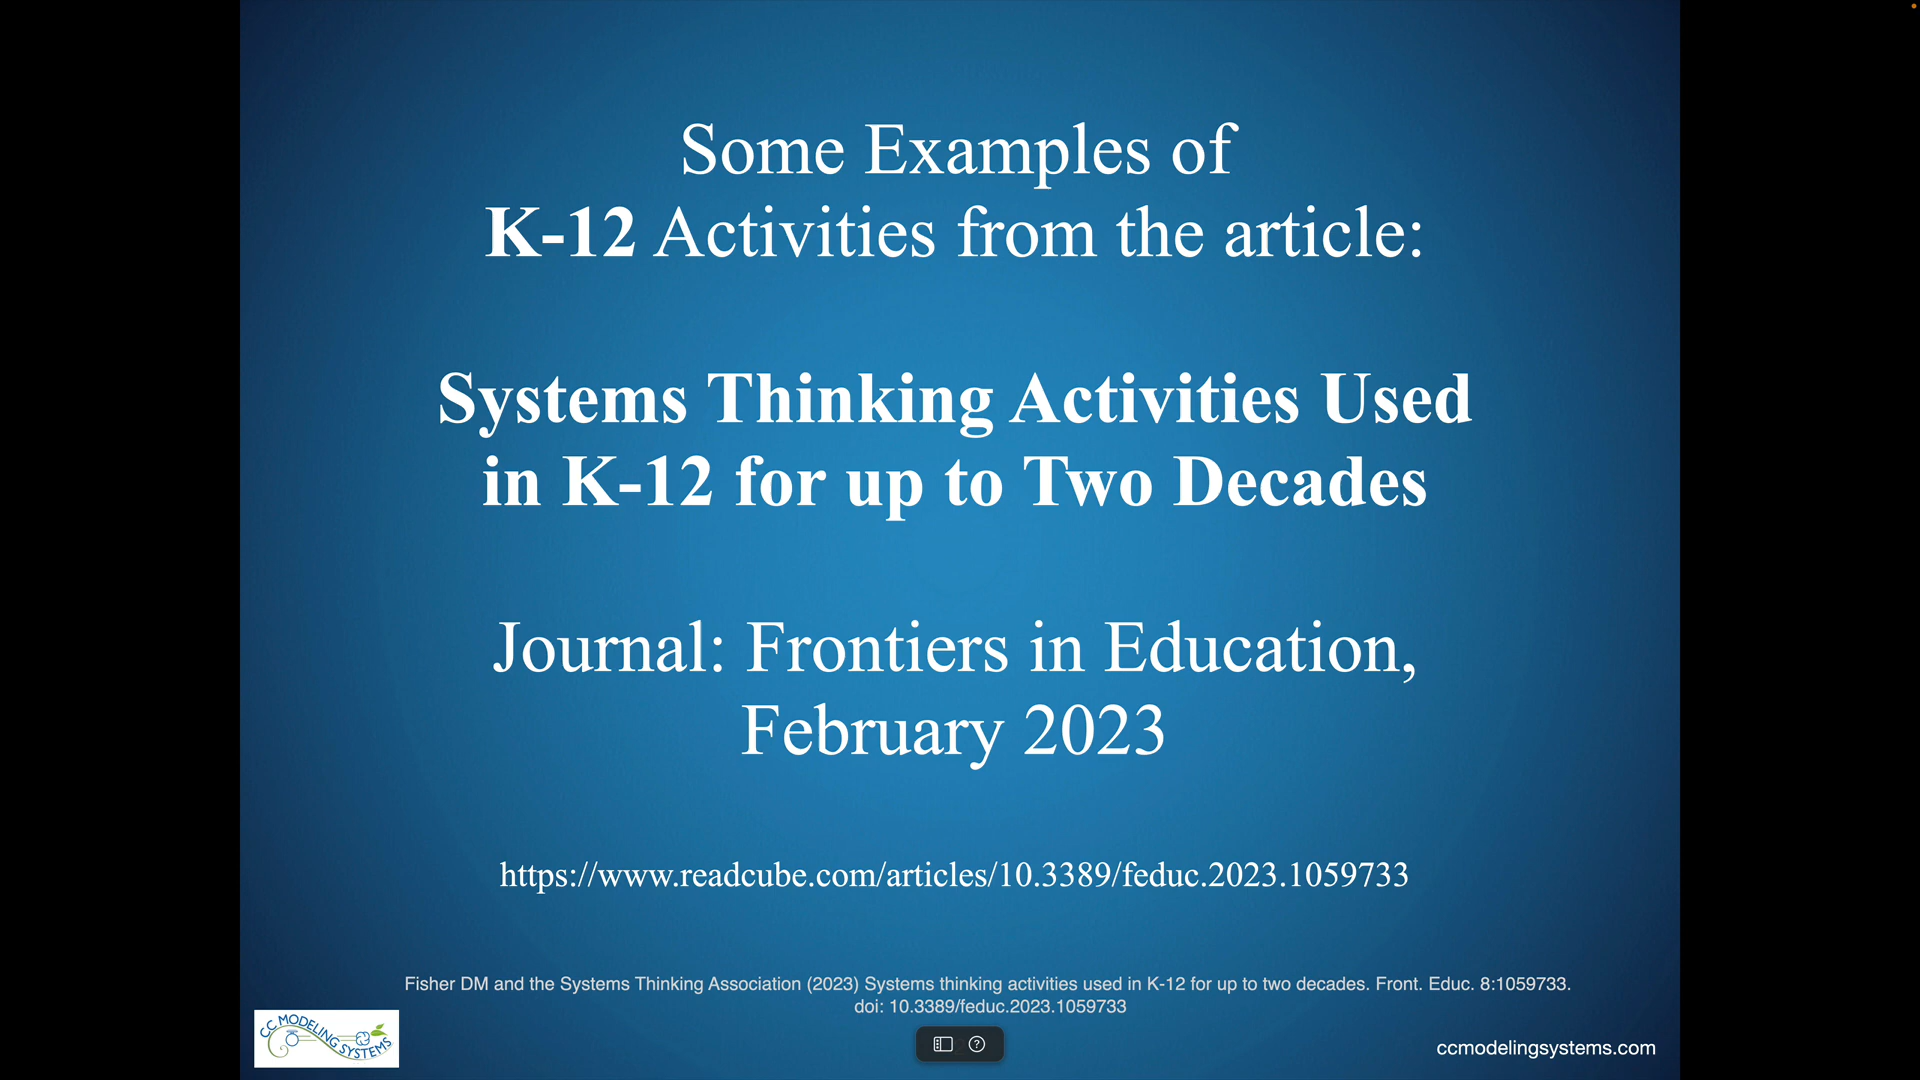 Some Examples of
K-12 Activities from the article:
Systems Thinking Activities Used
in K-12 for up to Two Decades
Journal: Frontiers in Education,
February 2023
https://www.readcube.com/articles/10.3389/feduc.2023.1059733
Fisher DM and the Systems Thinking Association (2023) Systems thinking activities used in K-12 for up to two decades. Front. Educ. 8:1059733.
doi: 10.3389/feduc.2023.1059733
CC MODELING SYSTEMS
ccmodelingsystems.com